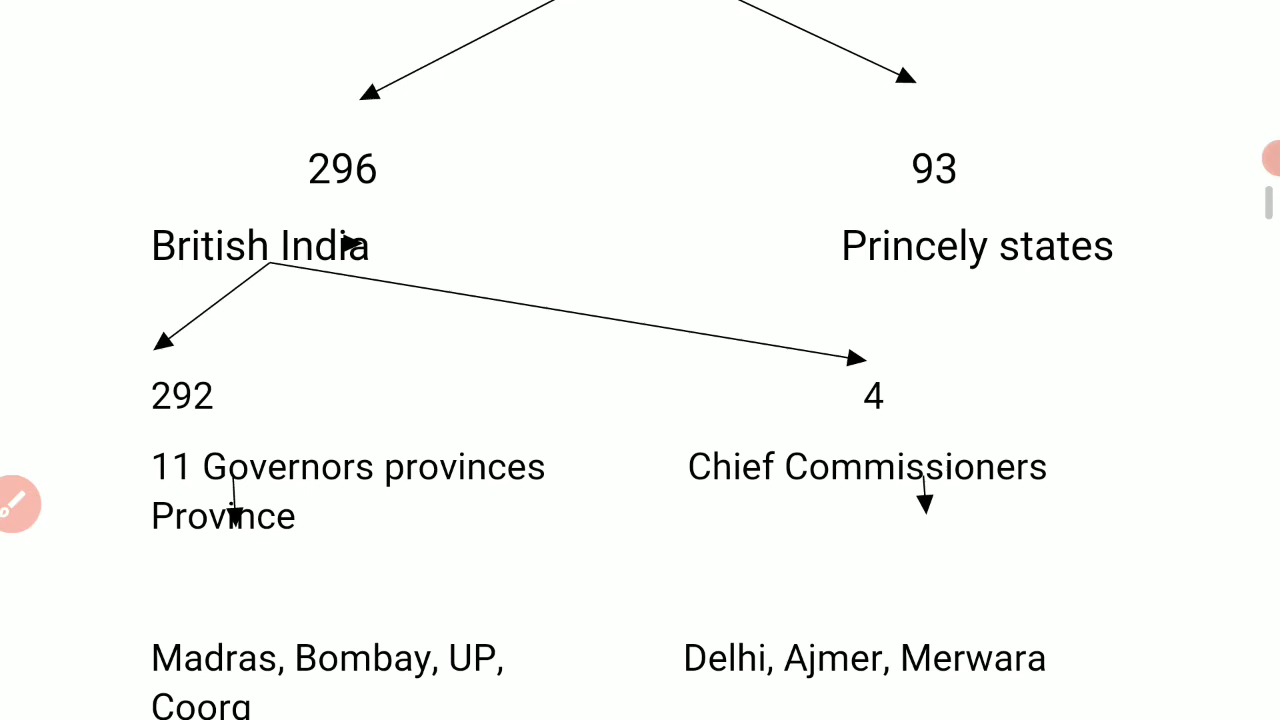 296 93
British India Princely states
292 4
11 Governors provinces Chief Commissioners
Province
Madras, Bombay, UP, Delhi, Ajmer, Merwara
Coorg